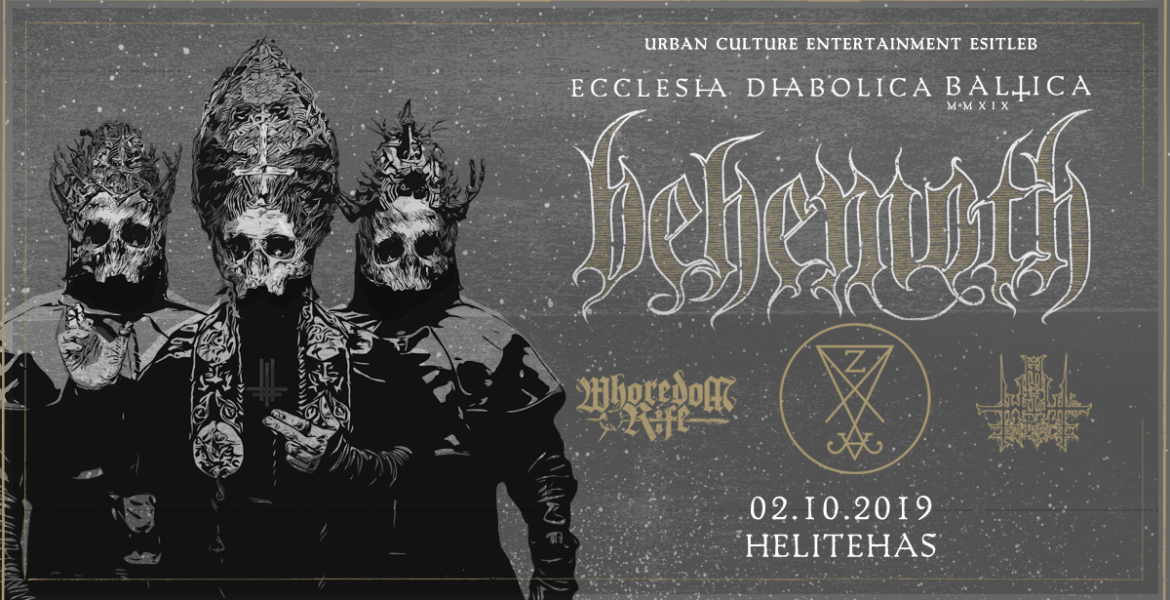 URBAN CULTURE ENTERTAINMENT ESITLEB
ECCLESIA DIABOLICA BALTICA
MMXIX
behemoth
Whoredom
Rife
Z
02.10.2019
HELITEHAS